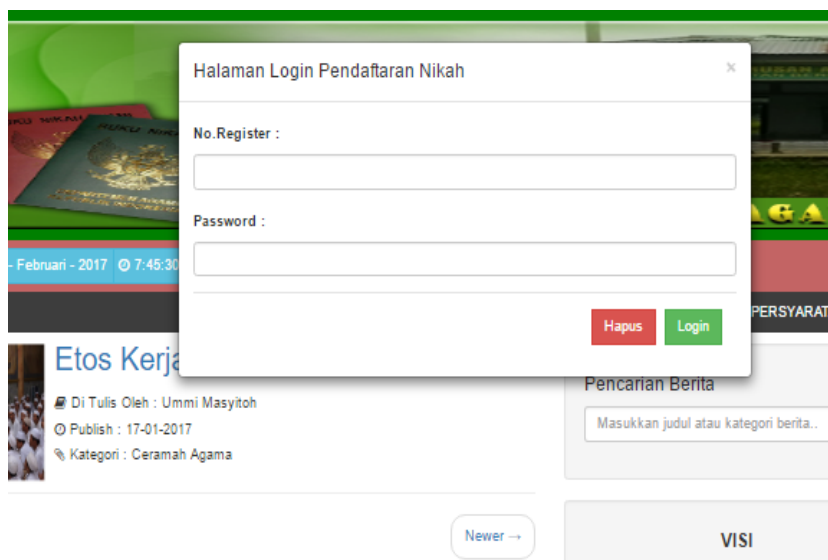 Halaman Login Pendaftaran Nikah
×
No.Register :
Password :
Hapus
Login
BUKU NIKAH
- Februari - 2017 7:45:30
PERSYARAT
Etos Kerja
Di Tulis Oleh : Ummi Masyitoh
Publish : 17-01-2017
Kategori : Ceramah Agama
Newer →
Pencarian Berita
Masukkan judul atau kategori berita..
VISI